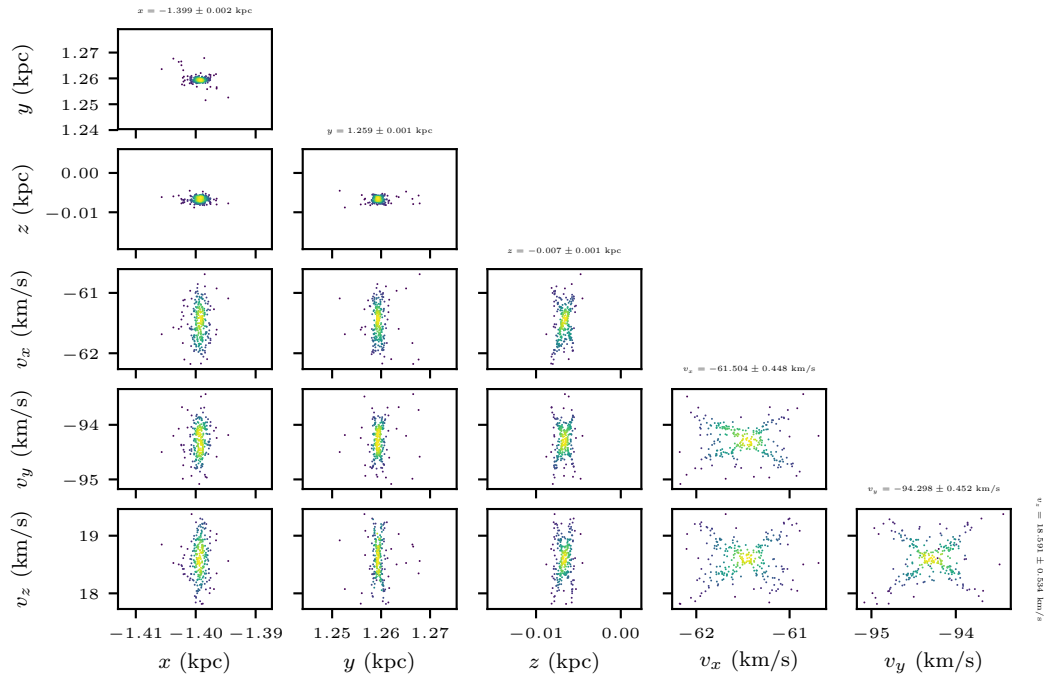 x = −1.399 ± 0.002 kpc
1.27
1.26
1.25
1.24
y (kpc)
y = 1.259 ± 0.001 kpc
0.00
−0.01
z (kpc)
z = −0.007 ± 0.001 kpc
−61
−62
v_x (km/s)
v_x = −61.504 ± 0.448 km/s
−94
−95
v_y (km/s)
v_y = −94.298 ± 0.452 km/s
19
18
v_z (km/s)
v_z = 18.591 ± 0.534 km/s
−1.41 −1.40 −1.39
1.25 1.26 1.27
−0.01 0.00
−62 −61
−95 −94
x (kpc)
y (kpc)
z (kpc)
v_x (km/s)
v_y (km/s)